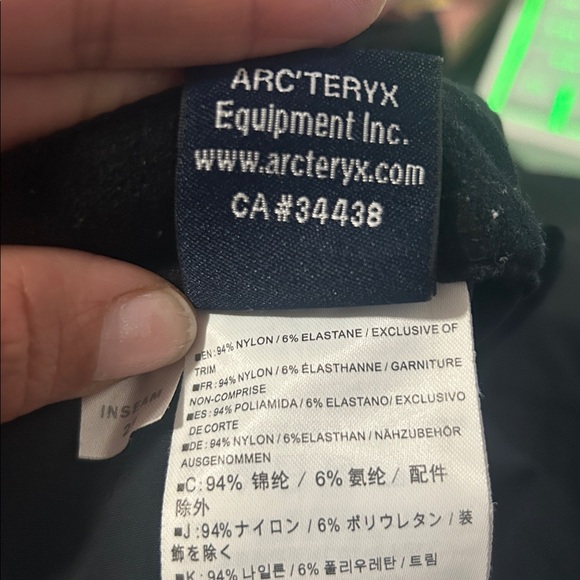 ARC'TERYX
Equipment Inc.
www.arcteryx.com
CA#34438
■EN:94% NYLON / 6% ELASTANE / EXCLUSIVE OF
TRIM
■FR:94% NYLON / 6% ÉLASTHANNE / GARNITURE
NON-COMPRISE
■ES:94% POLIAMIDA / 6% ELASTANO/ EXCLUSIVO
DE CORTE
■DE:94% NYLON / 6%ELASTHAN / NÄHZUBEHÖR
AUSGENOMMEN
■C:94% 锦纶 / 6% 氨纶 / 配件
除外
■J:94%ナイロン / 6% ポリウレタン / 装
飾を除く
■K:94% 나일론 / 6% 폴리우레탄 / 트림
INSEAM